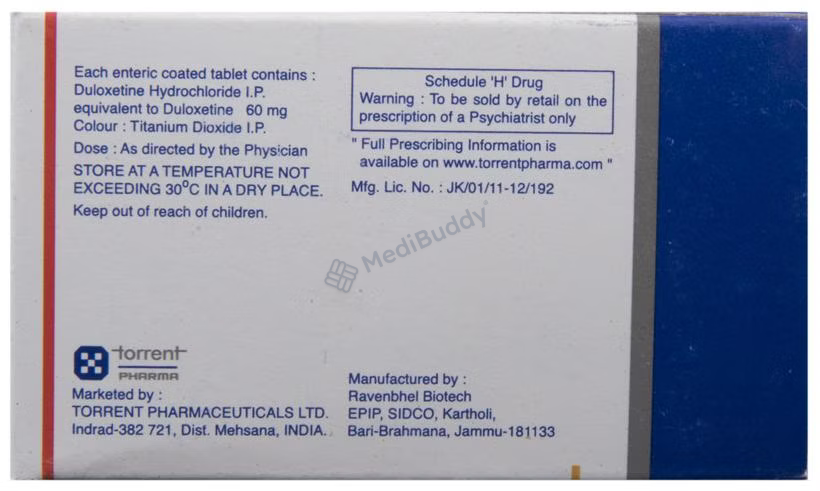 Each enteric coated tablet contains :
Duloxetine Hydrochloride I.P.
equivalent to Duloxetine 60 mg
Colour : Titanium Dioxide I.P.
Dose : As directed by the Physician
STORE AT A TEMPERATURE NOT
EXCEEDING 30⁰C IN A DRY PLACE.
Keep out of reach of children.
Schedule 'H' Drug
Warning : To be sold by retail on the
prescription of a Psychiatrist only
" Full Prescribing Information is
available on www.torrentpharma.com "
Mfg. Lic. No. : JK/01/11-12/192
MediBuddy
torrent
PHARMA
Marketed by :
TORRENT PHARMACEUTICALS LTD.
Indrad-382 721, Dist. Mehsana, INDIA.
Manufactured by :
Ravenbhel Biotech
EPIP, SIDCO, Kartholi,
Bari-Brahmana, Jammu-181133